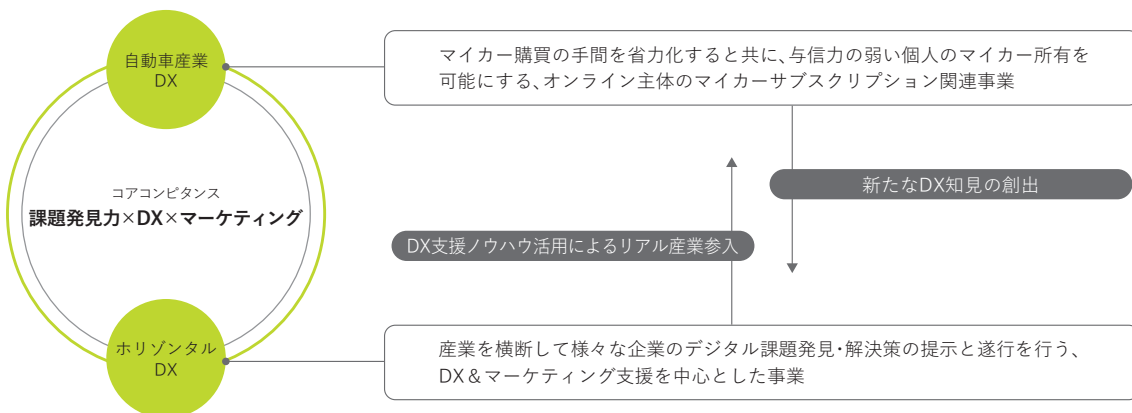 自動車産業
DX
マイカー購買の手間を省力化すると共に、与信力の弱い個人のマイカー所有を
可能にする、オンライン主体のマイカーサブスクリプション関連事業
コアコンピタンス
課題発見力×DX×マーケティング
新たなDX知見の創出
DX支援ノウハウ活用によるリアル産業参入
ホリゾンタル
DX
産業を横断して様々な企業のデジタル課題発見・解決策の提示と遂行を行う、
DX&マーケティング支援を中心とした事業